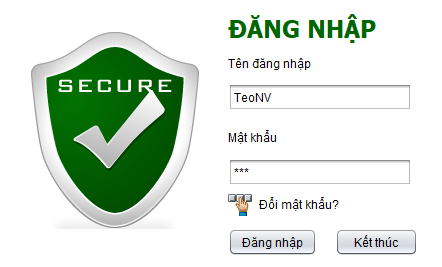 SECURE
ĐĂNG NHẬP
Tên đăng nhập
TeoNV
Mật khẩu
***
Đổi mật khẩu?
Đăng nhập
Kết thúc